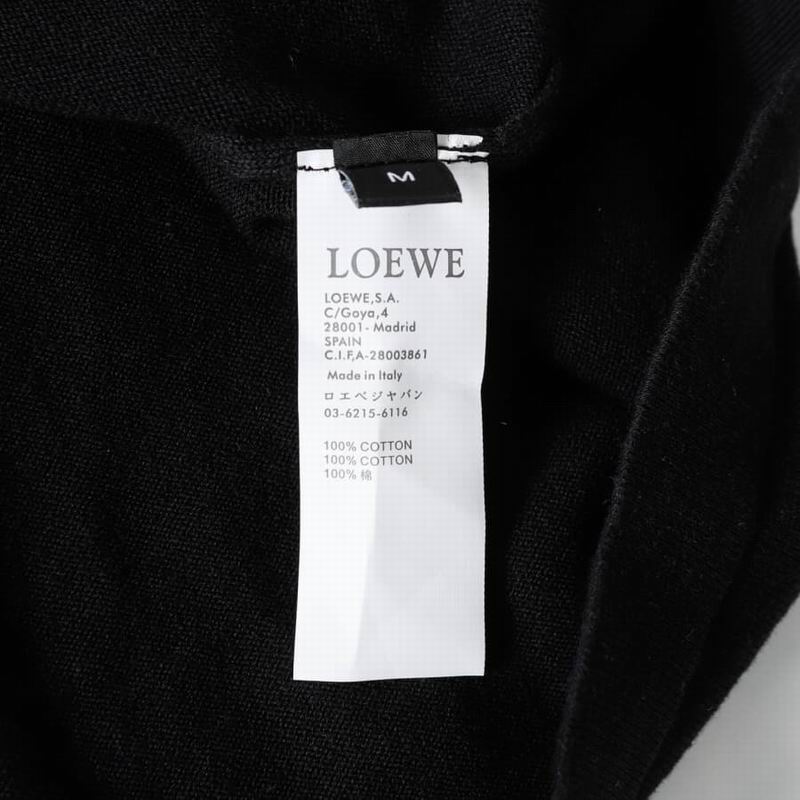 M
LOEWE
LOEWE,S.A.
C/Goya,4
28001- Madrid
SPAIN
C.I.F,A-28003861
Made in Italy
ロエベジャパン
03-6215-6116
100% COTTON
100% COTTON
100% 棉